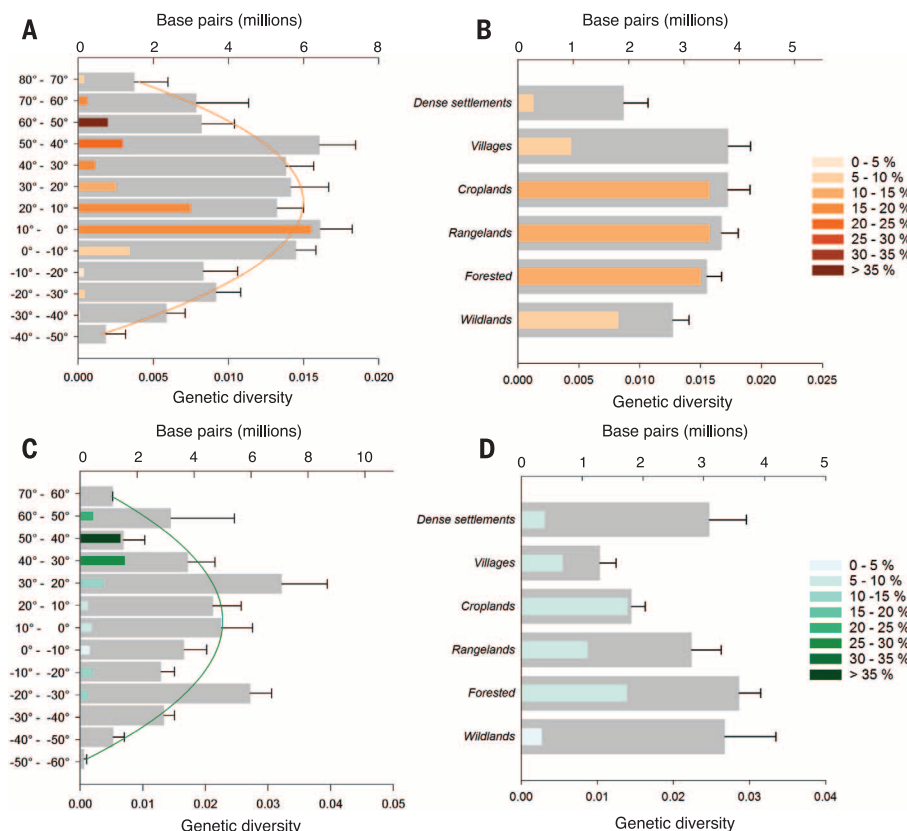 A
Base pairs (millions)
0 2 4 6 8
80° - 70°
70° - 60°
60° - 50°
50° - 40°
40° - 30°
30° - 20°
20° - 10°
10° - 0°
0° - -10°
-10° - -20°
-20° - -30°
-30° - -40°
-40° - -50°
0.000 0.005 0.010 0.015 0.020
Genetic diversity
B
Base pairs (millions)
0 1 2 3 4 5
Dense settlements
Villages
Croplands
Rangelands
Forested
Wildlands
0.000 0.005 0.010 0.015 0.020 0.025
Genetic diversity
0 - 5 %
5 - 10 %
10 - 15 %
15 - 20 %
20 - 25 %
25 - 30 %
30 - 35 %
> 35 %
C
Base pairs (millions)
0 2 4 6 8 10
70° - 60°
60° - 50°
50° - 40°
40° - 30°
30° - 20°
20° - 10°
10° - 0°
0° - -10°
-10° - -20°
-20° - -30°
-30° - -40°
-40° - -50°
-50° - -60°
0.00 0.01 0.02 0.03 0.04 0.05
Genetic diversity
D
Base pairs (millions)
0 1 2 3 4 5
Dense settlements
Villages
Croplands
Rangelands
Forested
Wildlands
0.00 0.01 0.02 0.03 0.04
Genetic diversity
0 - 5 %
5 - 10 %
10 -15 %
15 - 20 %
20 - 25 %
25 - 30 %
30 - 35 %
> 35 %